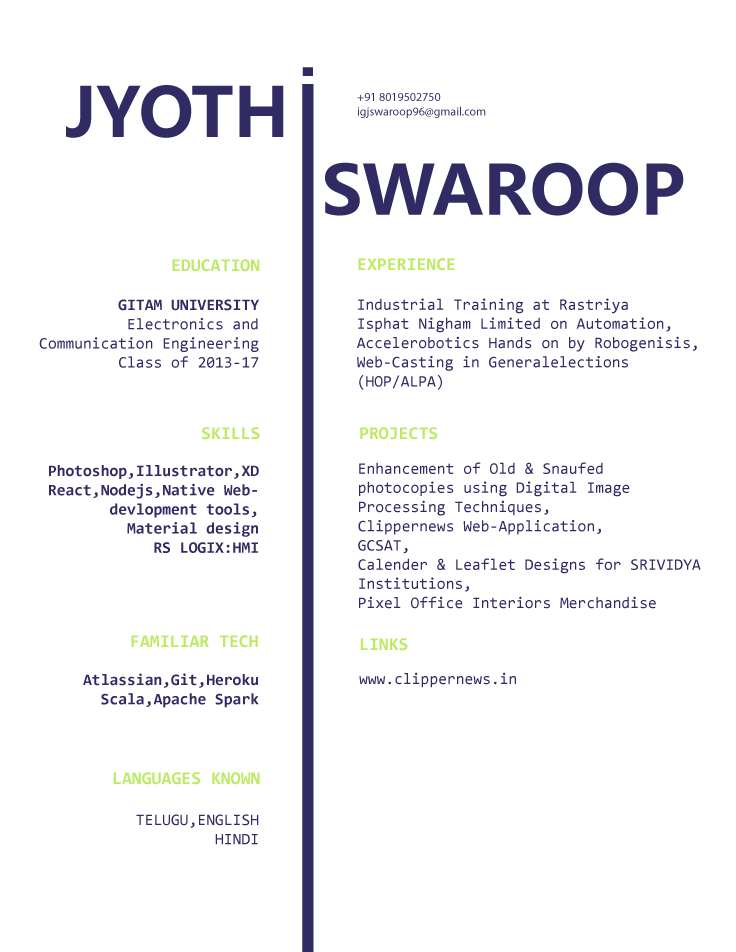 JYOTHi
+91 8019502750
igjswaroop96@gmail.com
SWAROOP
EDUCATION
GITAM UNIVERSITY
Electronics and
Communication Engineering
Class of 2013-17
SKILLS
Photoshop,Illustrator,XD
React,Nodejs,Native Web-
devlopment tools,
Material design
RS LOGIX:HMI
FAMILIAR TECH
Atlassian,Git,Heroku
Scala,Apache Spark
LANGUAGES KNOWN
TELUGU,ENGLISH
HINDI
EXPERIENCE
Industrial Training at Rastriya
Isphat Nigham Limited on Automation,
Accelerobotics Hands on by Robogenisis,
Web-Casting in Generalelections
(HOP/ALPA)
PROJECTS
Enhancement of Old & Snaufed
photocopies using Digital Image
Processing Techniques,
Clippernews Web-Application,
GCSAT,
Calender & Leaflet Designs for SRIVIDYA
Institutions,
Pixel Office Interiors Merchandise
LINKS
www.clippernews.in